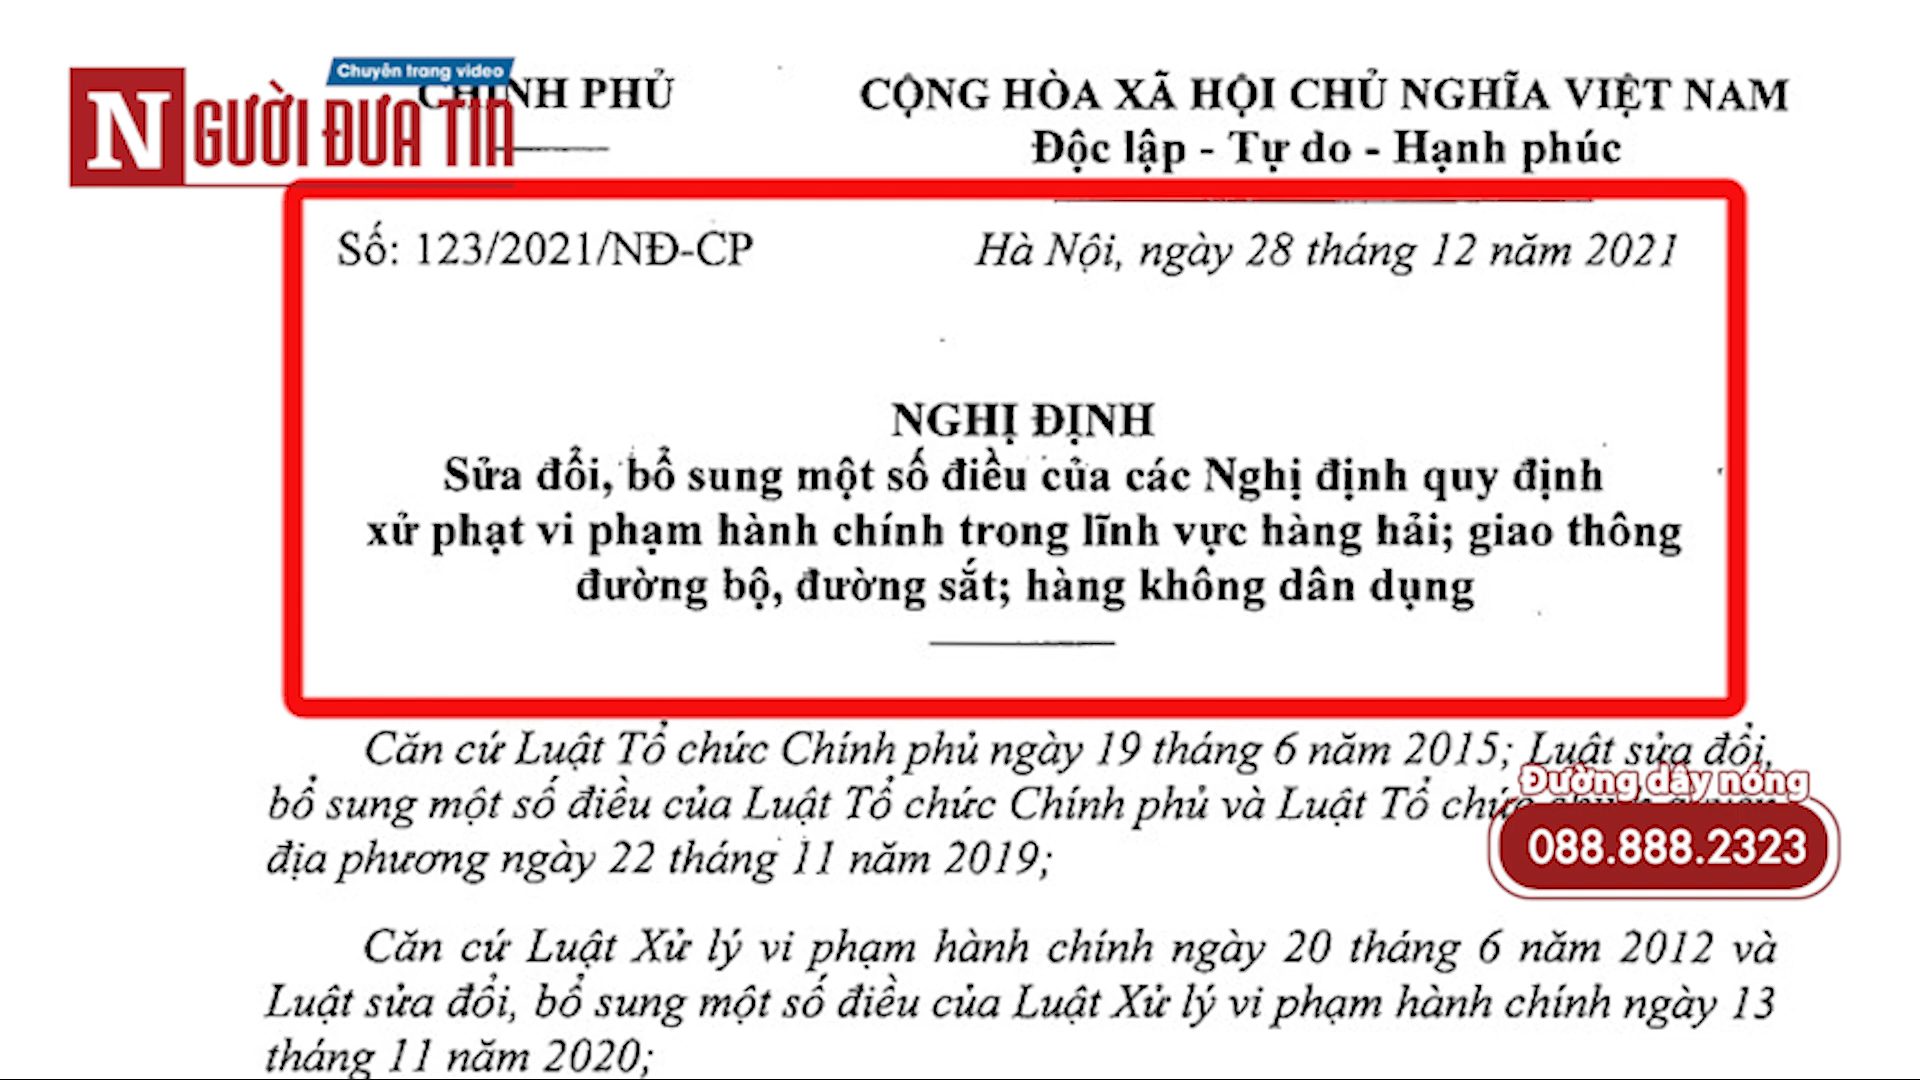 Chuyên trang video
NGƯỜI ĐƯA TIN
CHÍNH PHỦ
CỘNG HÒA XÃ HỘI CHỦ NGHĨA VIỆT NAM
Độc lập - Tự do - Hạnh phúc
Số: 123/2021/NĐ-CP
Hà Nội, ngày 28 tháng 12 năm 2021
NGHỊ ĐỊNH
Sửa đổi, bổ sung một số điều của các Nghị định quy định
xử phạt vi phạm hành chính trong lĩnh vực hàng hải; giao thông
đường bộ, đường sắt; hàng không dân dụng
Căn cứ Luật Tổ chức Chính phủ ngày 19 tháng 6 năm 2015; Luật sửa đổi,
bổ sung một số điều của Luật Tổ chức Chính phủ và Luật Tổ chức
địa phương ngày 22 tháng 11 năm 2019;
Đường dây nóng
088.888.2323
Căn cứ Luật Xử lý vi phạm hành chính ngày 20 tháng 6 năm 2012 và
Luật sửa đổi, bổ sung một số điều của Luật Xử lý vi phạm hành chính ngày 13
tháng 11 năm 2020;